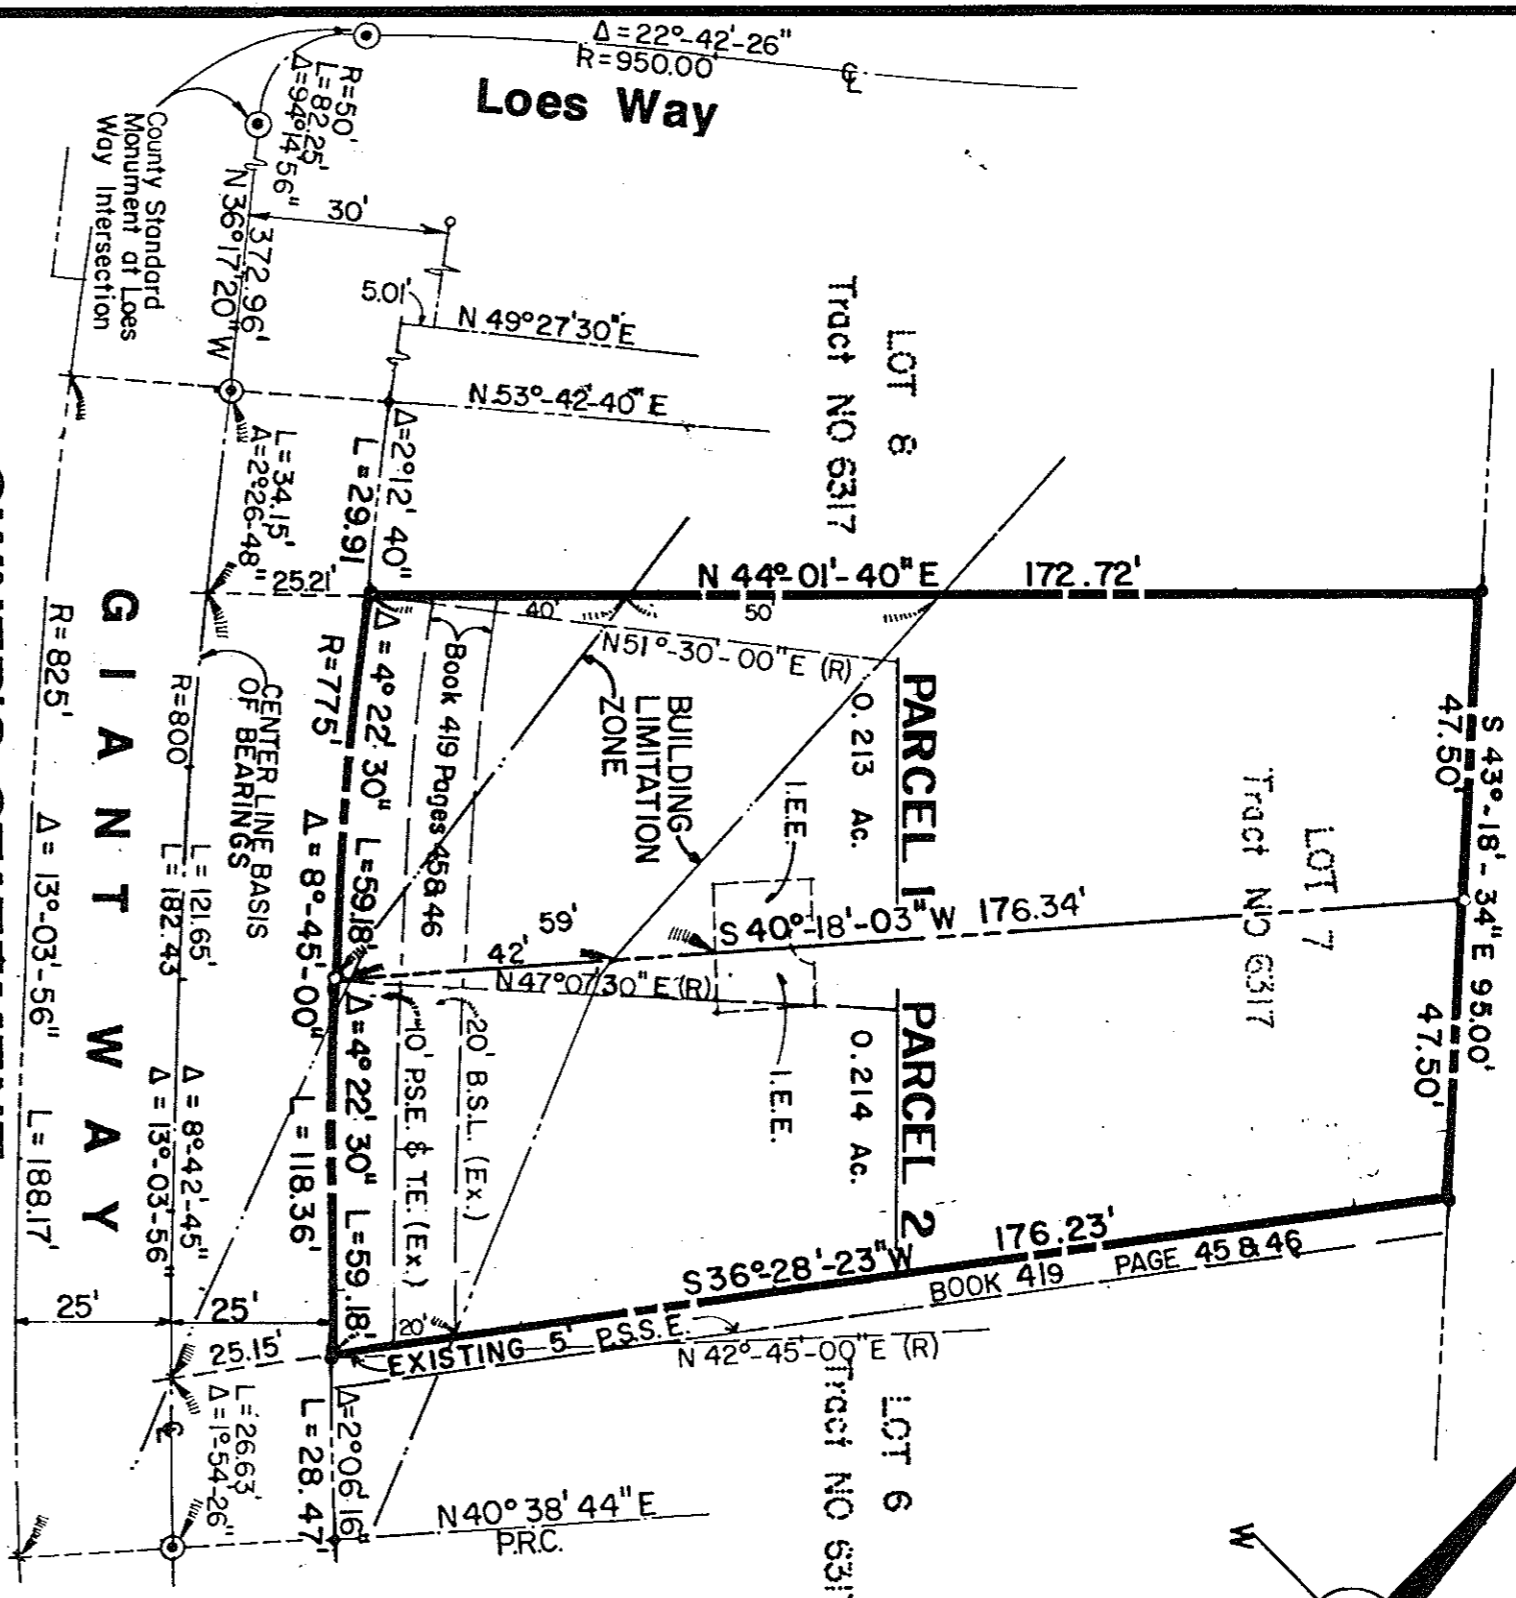 Δ=22°-42'-26"
R=950.00'
℄
Loes Way
R=50'
L=82.25'
Δ=94°14'56"
County Standard
Monument at Loes
Way Intersection
372.96'
N36°17'20"W
30'
5.01'
N 49°27'30"E
N.53°-42'-40"E
LOT 8
Tract NO 6317
Δ=2°12'40"
L=29.91
L=34.15'
Δ=2°26-48"
25.21'
N 44°-01'-40"E 172.72'
40'
50'
N51°-30'-00"E (R)
S 43°-18'-34"E 95.00'
47.50'
47.50'
PARCEL 1
0.213 Ac.
I.E.E.
BUILDING
LIMITATION
ZONE
LOT 7
Tract NO 6317
Book 419 Pages 45&46
Δ=4°22'30" L=59.18'
R=775' Δ=8°-45'-00" L=118.36'
CENTER LINE BASIS
OF BEARINGS
R=800'
L=121.65'
L=182.43'
Δ=8°42'-45"
Δ=13°-03'-56"
GIANT WAY
R=825' Δ=13°-03'-56" L=188.17'
S40°-18'-03"W 176.34'
59'
42'
N47°07'30"E (R)
PARCEL 2
0.214 Ac.
I.E.E.
20' B.S.L. (Ex.)
10' P.S.E. & T.E. (Ex.)
Δ=4°22'30" L=59.18'
S36°-28'-23"W 176.23'
BOOK 419 PAGE 45 & 46
20'
EXISTING 5' P.S.S.E.
N 42°-45'-00"E (R)
25'
25'
25.15'
L=26.63'
Δ=1°-54-26"
℄
Δ=2°06'16"
L=28.47'
N40°38'44"E
P.R.C.
LOT 6
Tract NO 631
W